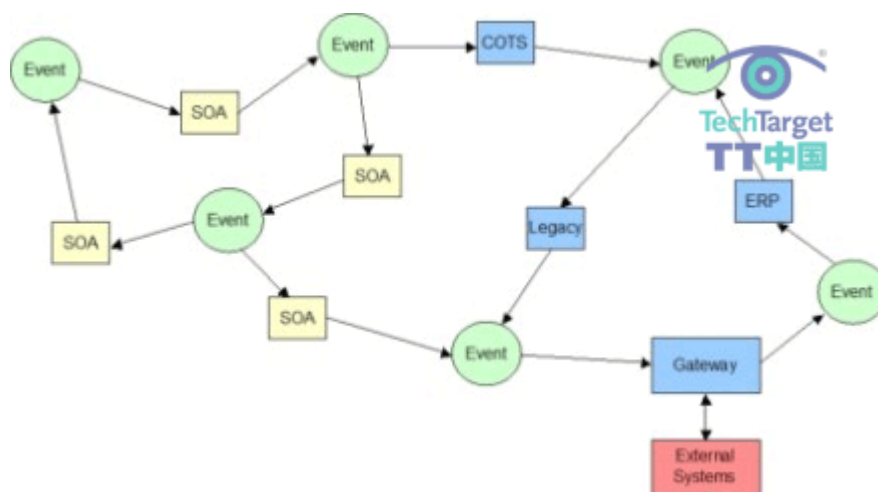 Event
COTS
Event
Event
SOA
TechTarget
TT中国
SOA
ERP
Event
Legacy
SOA
Event
SOA
Event
Gateway
External
Systems